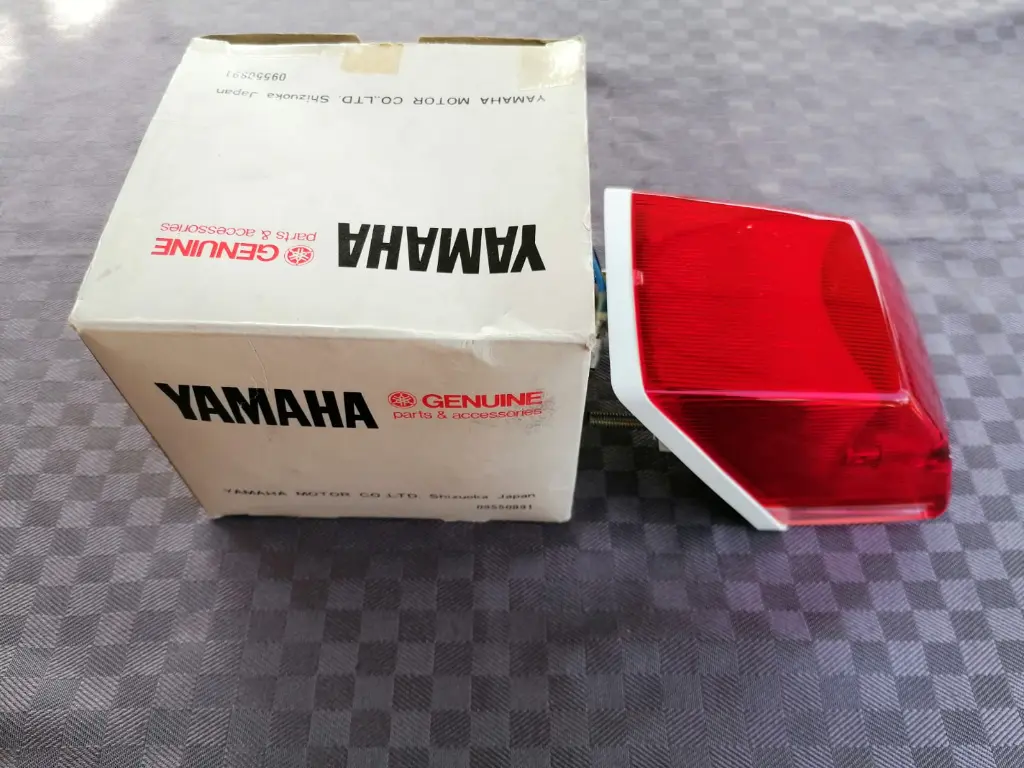 YAMAHA GENUINE
parts & accessories
YAMAHA MOTOR CO.,LTD. Shizuoka Japan
09550891
YAMAHA GENUINE
parts & accessories
YAMAHA MOTOR CO.,LTD. Shizuoka Japan
09550891